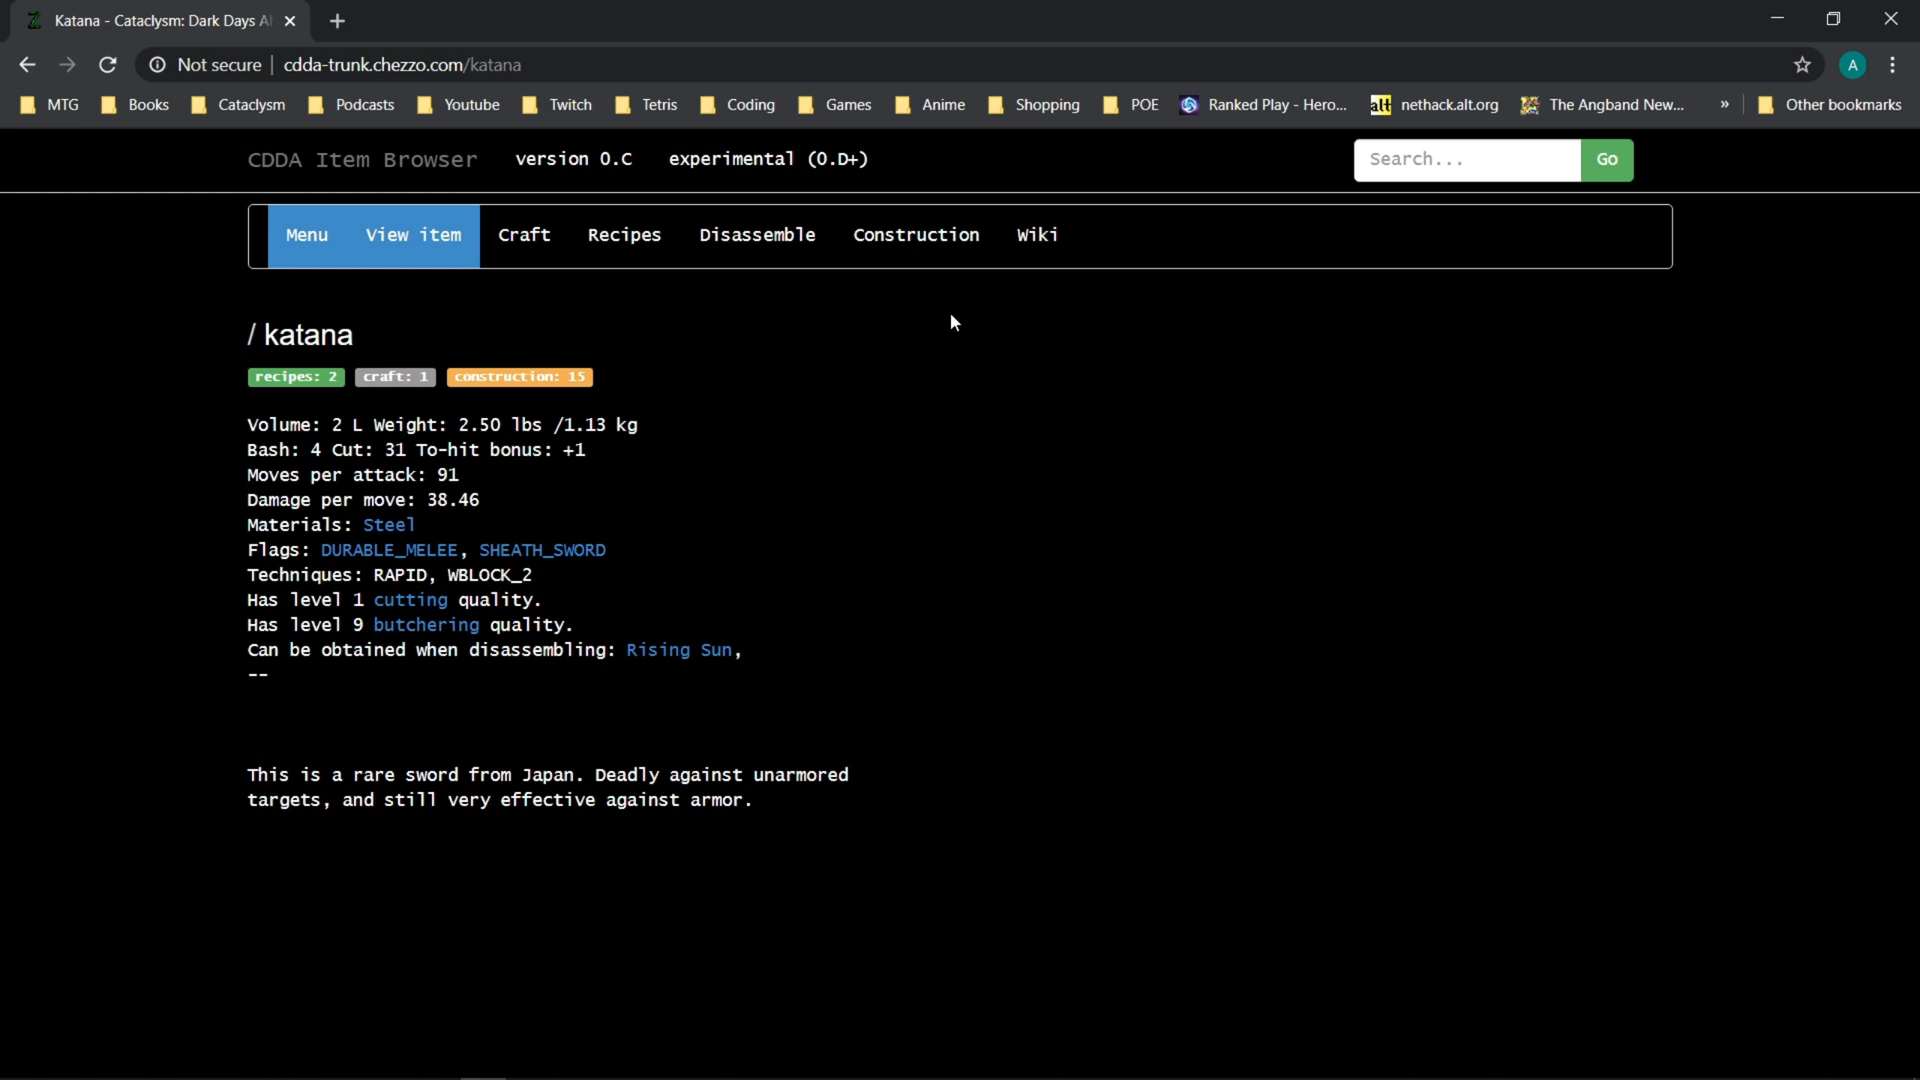 Katana - Cataclysm: Dark Days A
Not secure | cdda-trunk.chezzo.com/katana
A
MTG Books Cataclysm Podcasts Youtube Twitch Tetris Coding Games Anime Shopping POE Ranked Play - Hero... alt nethack.alt.org The Angband New... » Other bookmarks
CDDA Item Browser version 0.C experimental (0.D+) Search... Go
Menu View item Craft Recipes Disassemble Construction Wiki
/ katana
recipes: 2 craft: 1 construction: 15
Volume: 2 L Weight: 2.50 lbs /1.13 kg
Bash: 4 Cut: 31 To-hit bonus: +1
Moves per attack: 91
Damage per move: 38.46
Materials: Steel
Flags: DURABLE_MELEE, SHEATH_SWORD
Techniques: RAPID, WBLOCK_2
Has level 1 cutting quality.
Has level 9 butchering quality.
Can be obtained when disassembling: Rising Sun,
--
This is a rare sword from Japan. Deadly against unarmored
targets, and still very effective against armor.